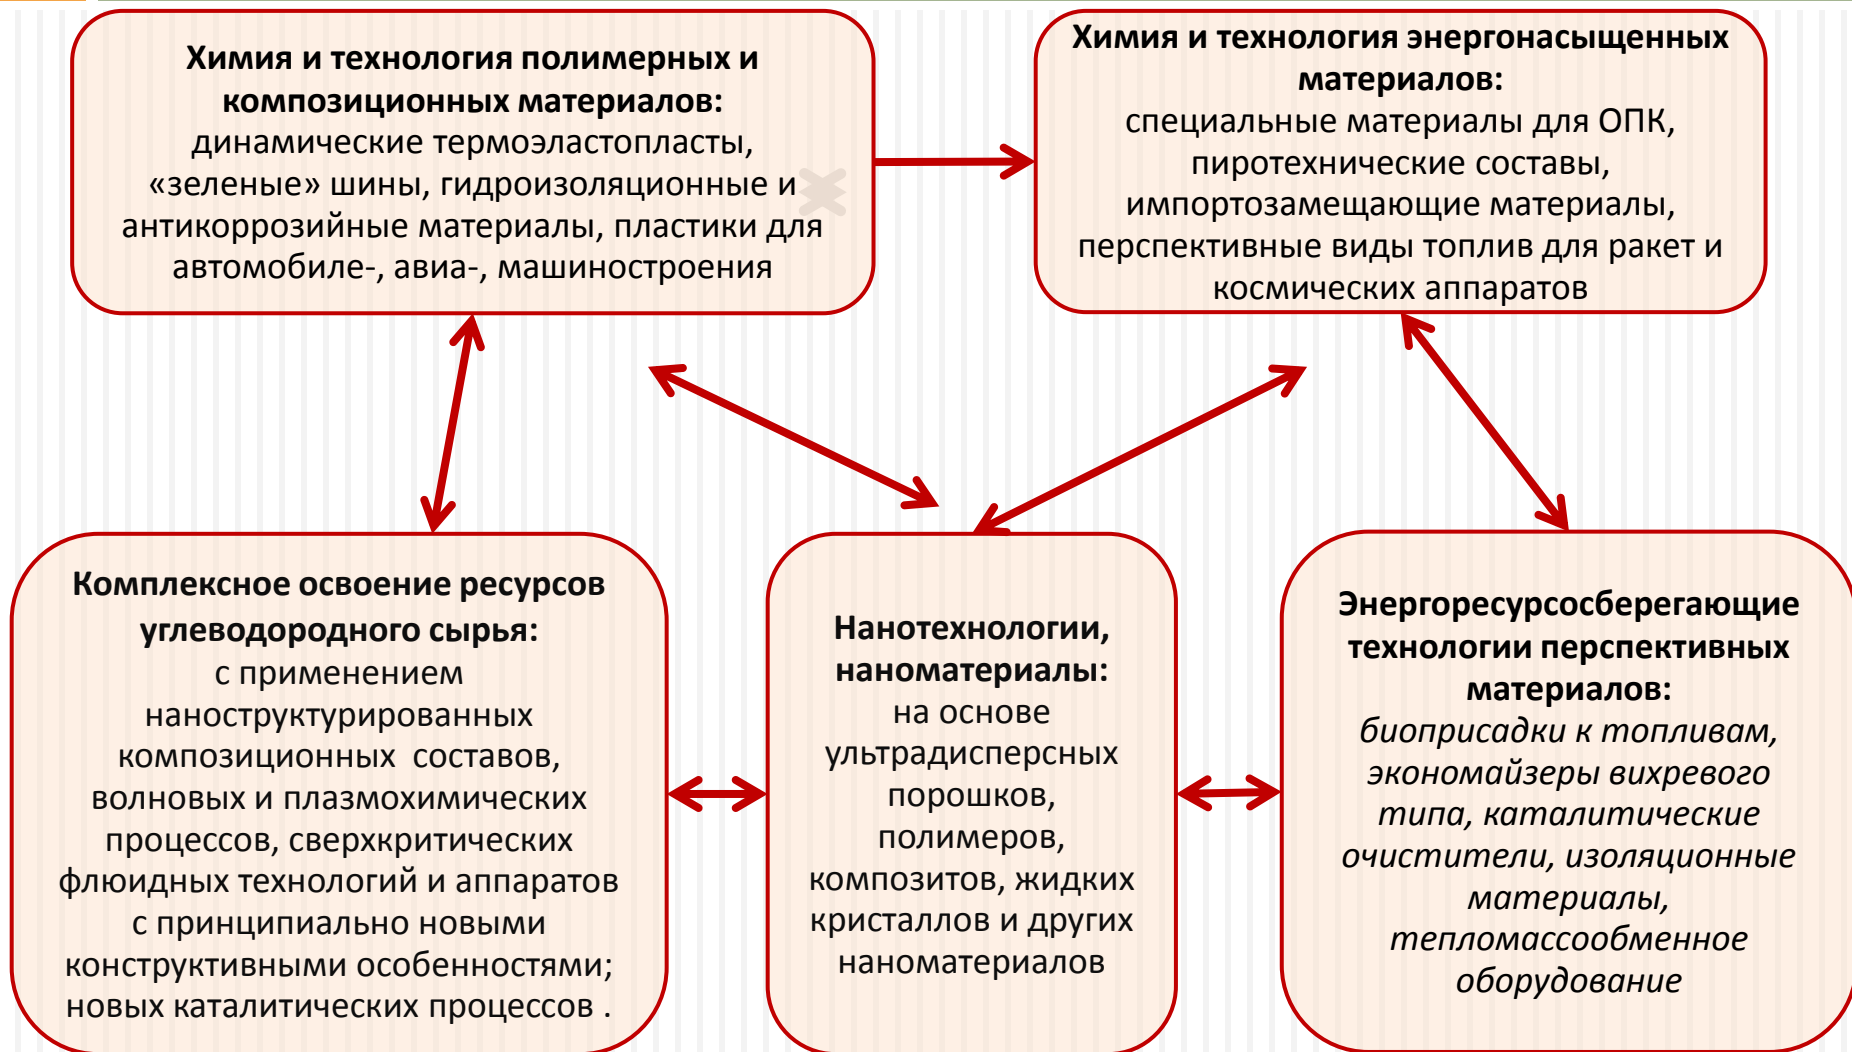 Химия и технология полимерных и
композиционных материалов:
динамические термоэластопласты,
«зеленые» шины, гидроизоляционные и
антикоррозийные материалы, пластики для
автомобиле-, авиа-, машиностроения
Химия и технология энергонасыщенных
материалов:
специальные материалы для ОПК,
пиротехнические составы,
импортозамещающие материалы,
перспективные виды топлив для ракет и
космических аппаратов
Комплексное освоение ресурсов
углеводородного сырья:
с применением
наноструктурированных
композиционных составов,
волновых и плазмохимических
процессов, сверхкритических
флюидных технологий и аппаратов
с принципиально новыми
конструктивными особенностями;
новых каталитических процессов .
Нанотехнологии,
наноматериалы:
на основе
ультрадисперсных
порошков,
полимеров,
композитов, жидких
кристаллов и других
наноматериалов
Энергоресурсосберегающие
технологии перспективных
материалов:
биоприсадки к топливам,
экономайзеры вихревого
типа, каталитические
очистители, изоляционные
материалы,
тепломассообменное
оборудование